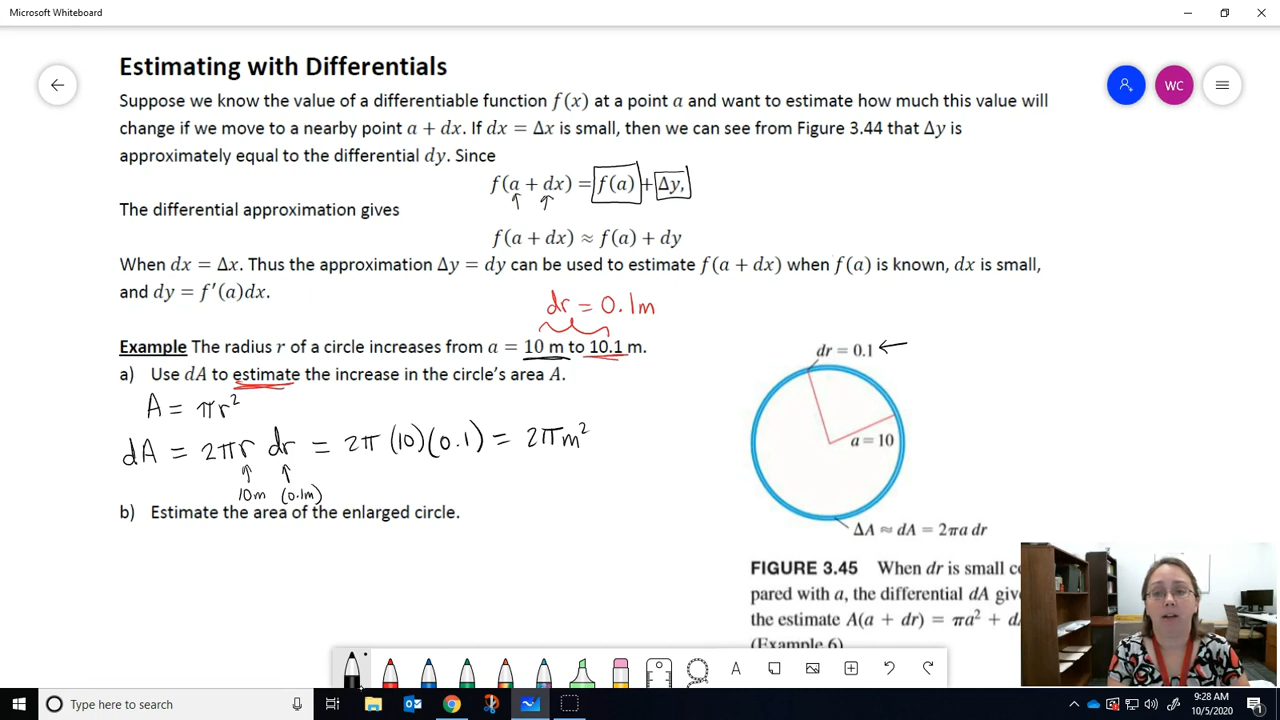 Microsoft Whiteboard
Estimating with Differentials
WC
Suppose we know the value of a differentiable function f(x) at a point a and want to estimate how much this value will
change if we move to a nearby point a + dx. If dx = Δx is small, then we can see from Figure 3.44 that Δy is
approximately equal to the differential dy. Since
f(a + dx) = f(a) + Δy,
The differential approximation gives
f(a + dx) ≈ f(a) + dy
When dx = Δx. Thus the approximation Δy = dy can be used to estimate f(a + dx) when f(a) is known, dx is small,
and dy = f′(a)dx.
dr = 0.1m
Example The radius r of a circle increases from a = 10 m to 10.1 m.
a) Use dA to estimate the increase in the circle's area A.
A = πr²
dA = 2πr dr = 2π (10)(0.1) = 2πm²
10m (0.1m)
b) Estimate the area of the enlarged circle.
dr = 0.1
a = 10
ΔA ≈ dA = 2πa dr
FIGURE 3.45 When dr is small co
pared with a, the differential dA giv
the estimate A(a + dr) = πa² + d
(Example 6)
A
Type here to search
9:28 AM
10/5/2020